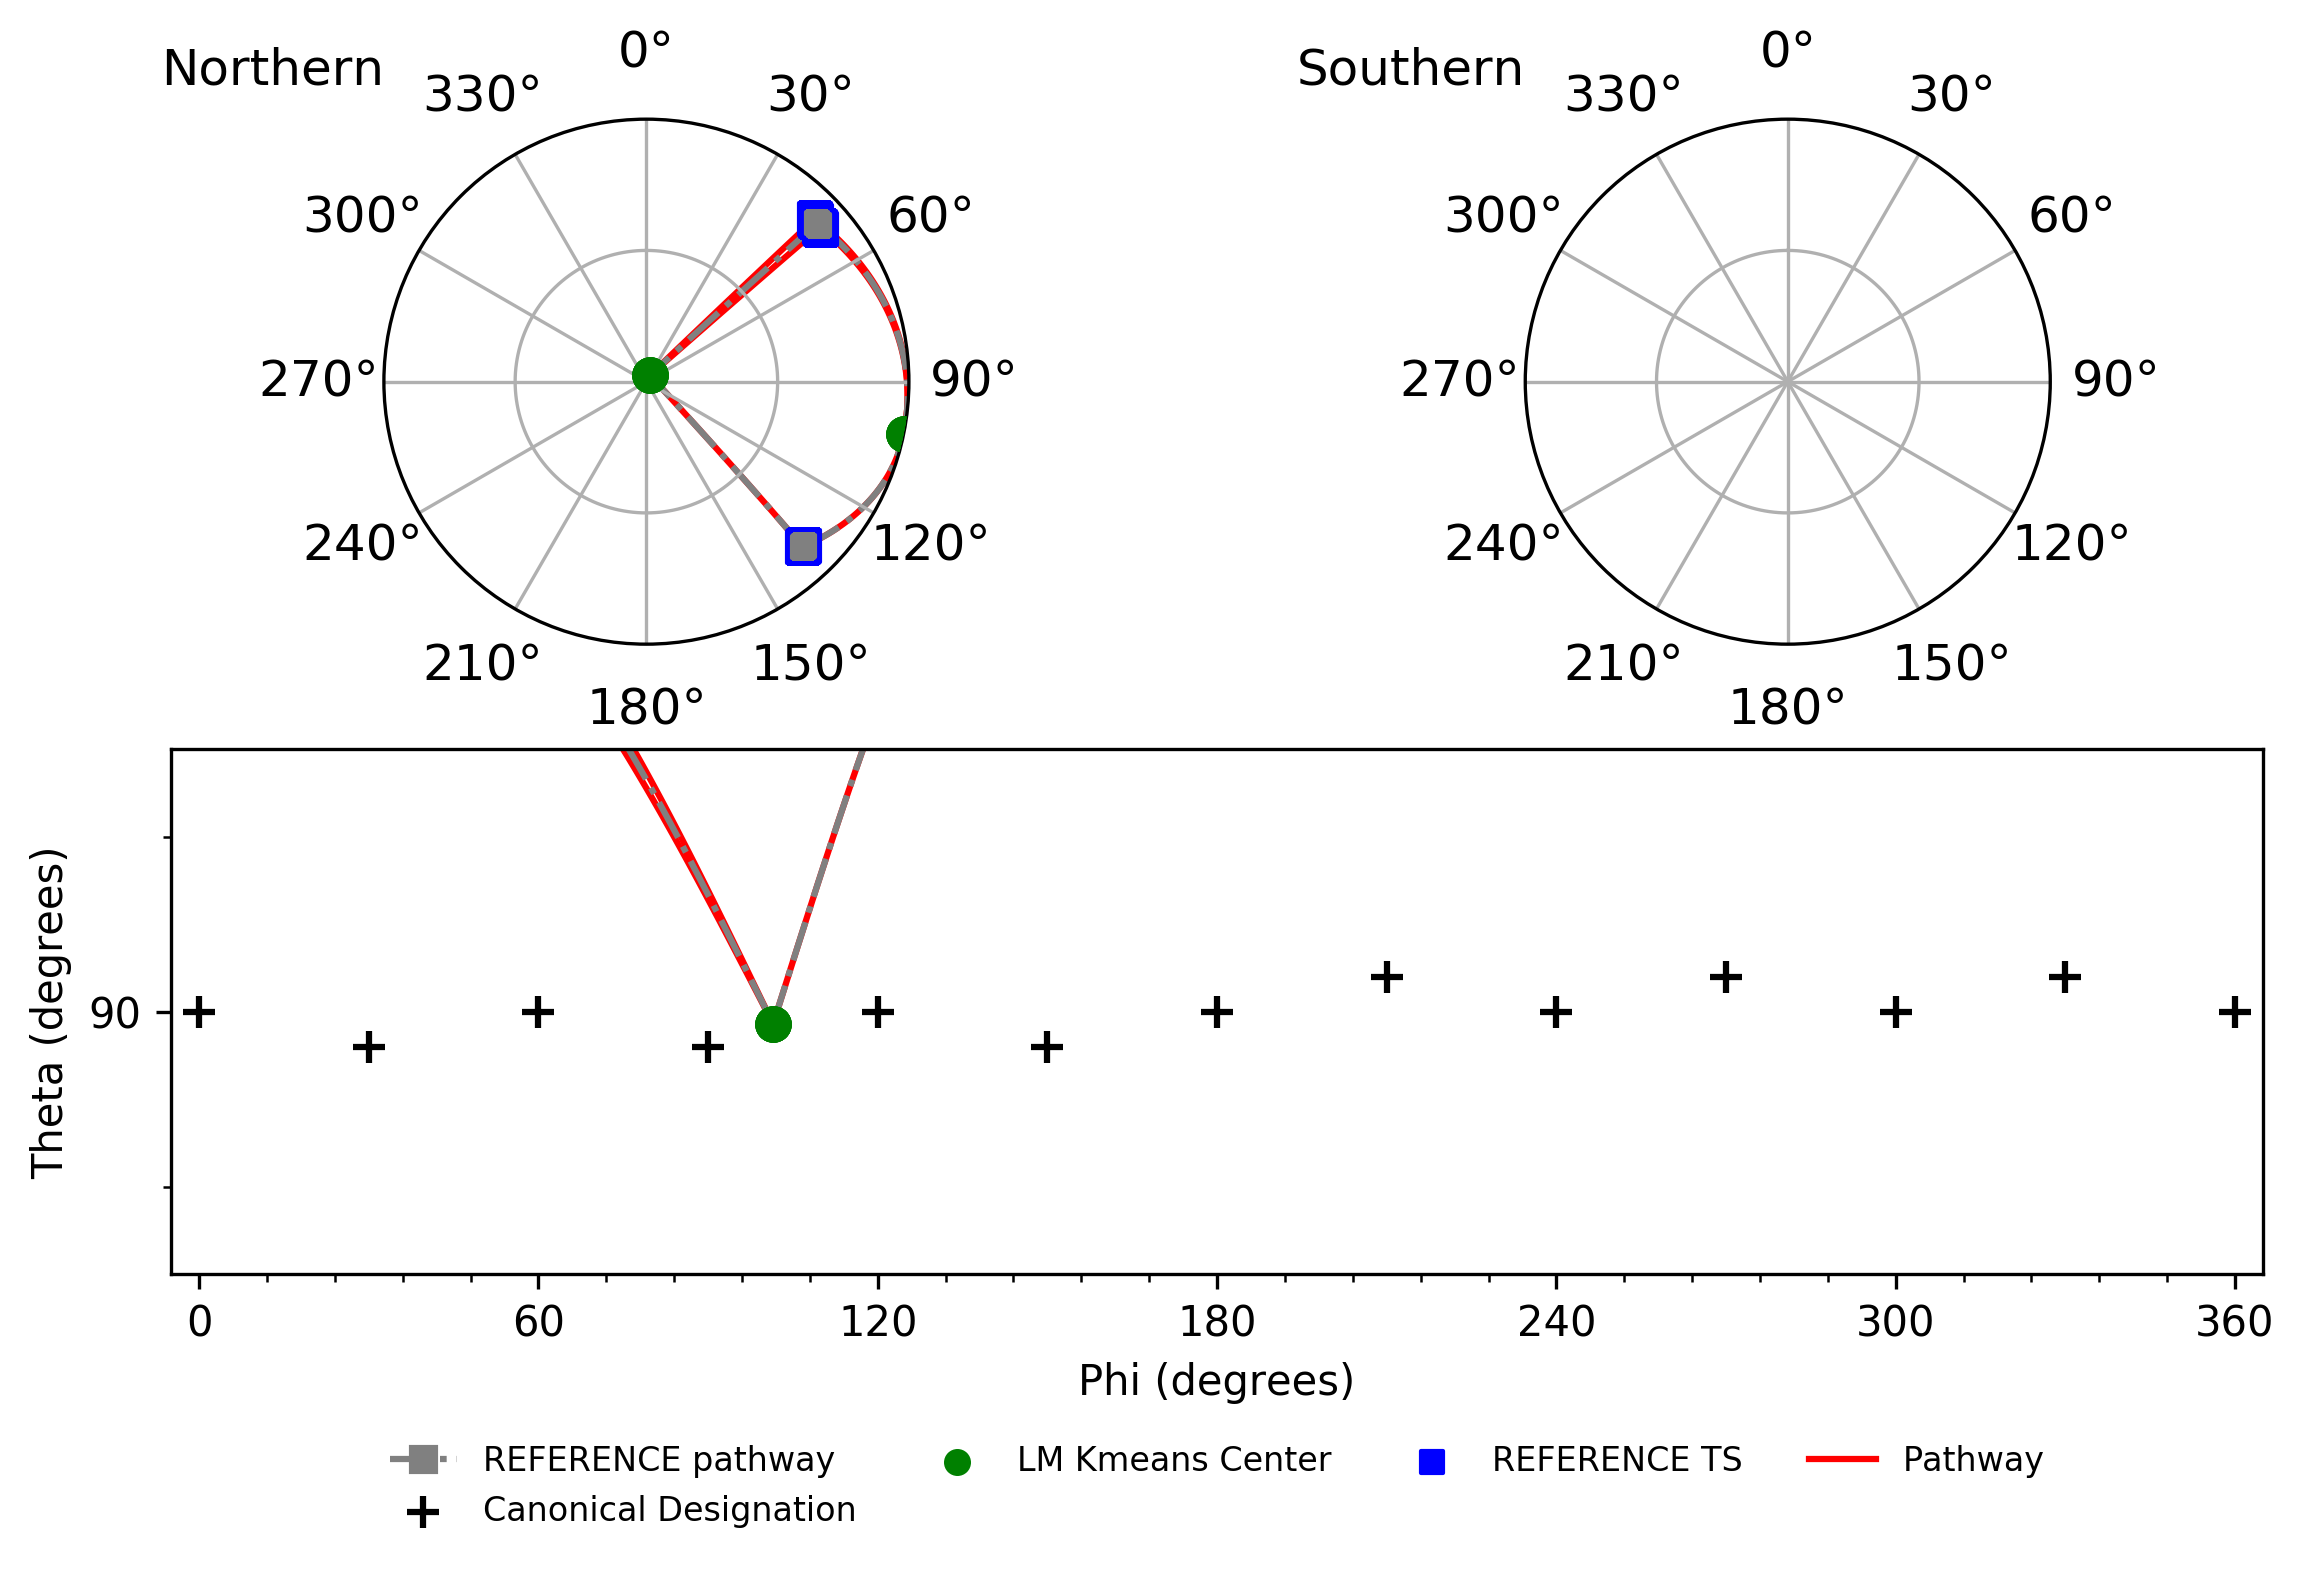 Northern
0°
330°
30°
300°
60°
270°
90°
240°
120°
210°
150°
180°
Southern
0°
330°
30°
300°
60°
270°
90°
240°
120°
210°
150°
180°
Theta (degrees)
90
0 60 120 180 240 300 360
Phi (degrees)
REFERENCE pathway
LM Kmeans Center
REFERENCE TS
Pathway
Canonical Designation